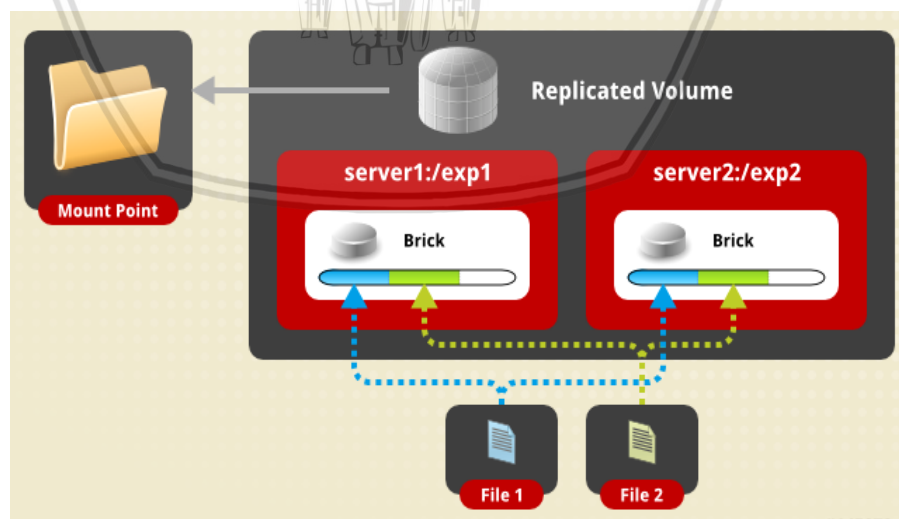 Replicated Volume
server1:/exp1
server2:/exp2
Mount Point
Brick
Brick
File 1
File 2